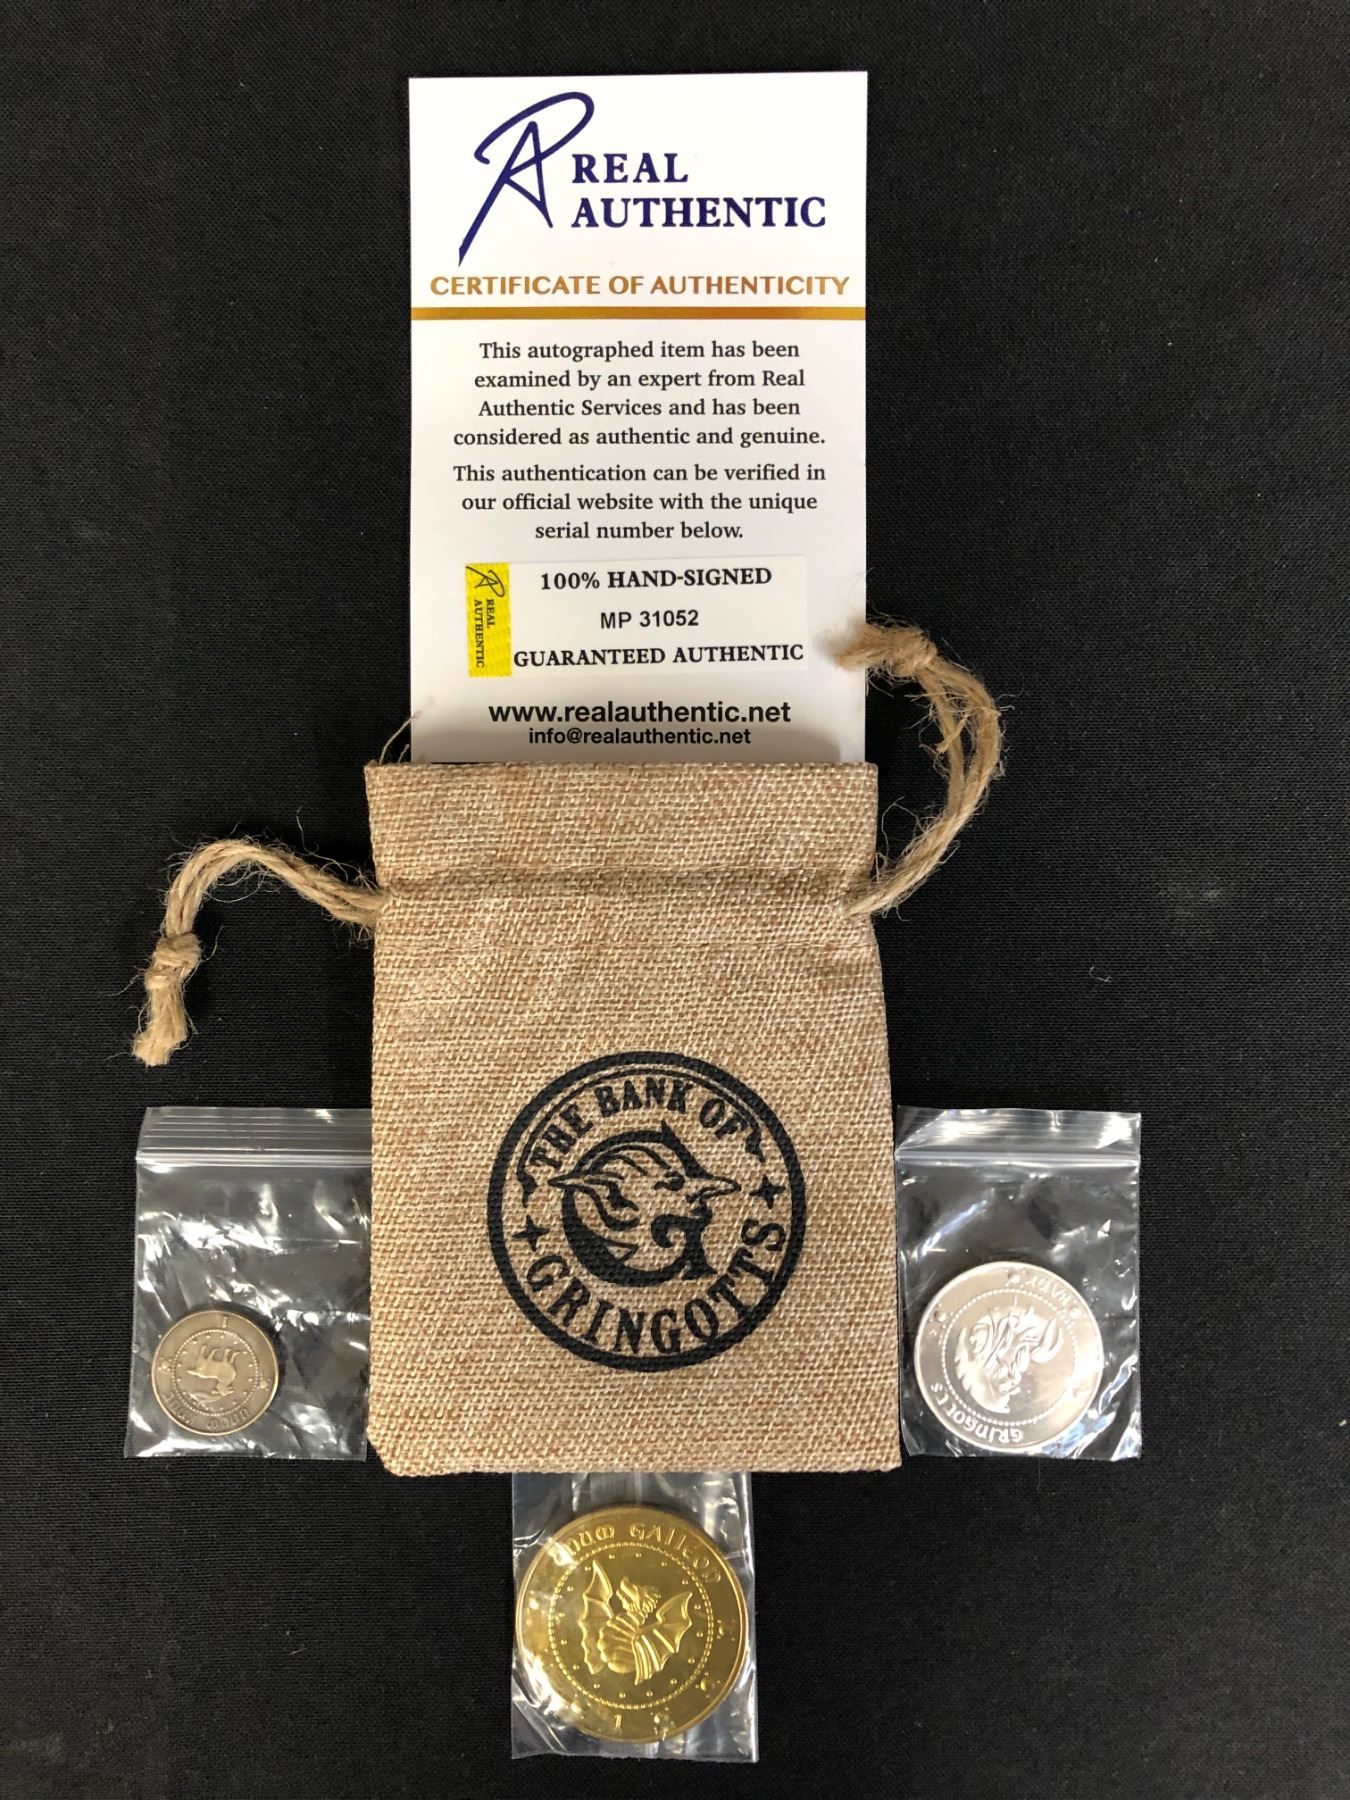 REAL
AUTHENTIC
CERTIFICATE OF AUTHENTICITY
This autographed item has been
examined by an expert from Real
Authentic Services and has been
considered as authentic and genuine.
This authentication can be verified in
our official website with the unique
serial number below.
REAL
AUTHENTIC
100% HAND-SIGNED
MP 31052
GUARANTEED AUTHENTIC
www.realauthentic.net
info@realauthentic.net
THE BANK OF
GRINGOTTS
GRINGOTTS
BANK
GALLEON